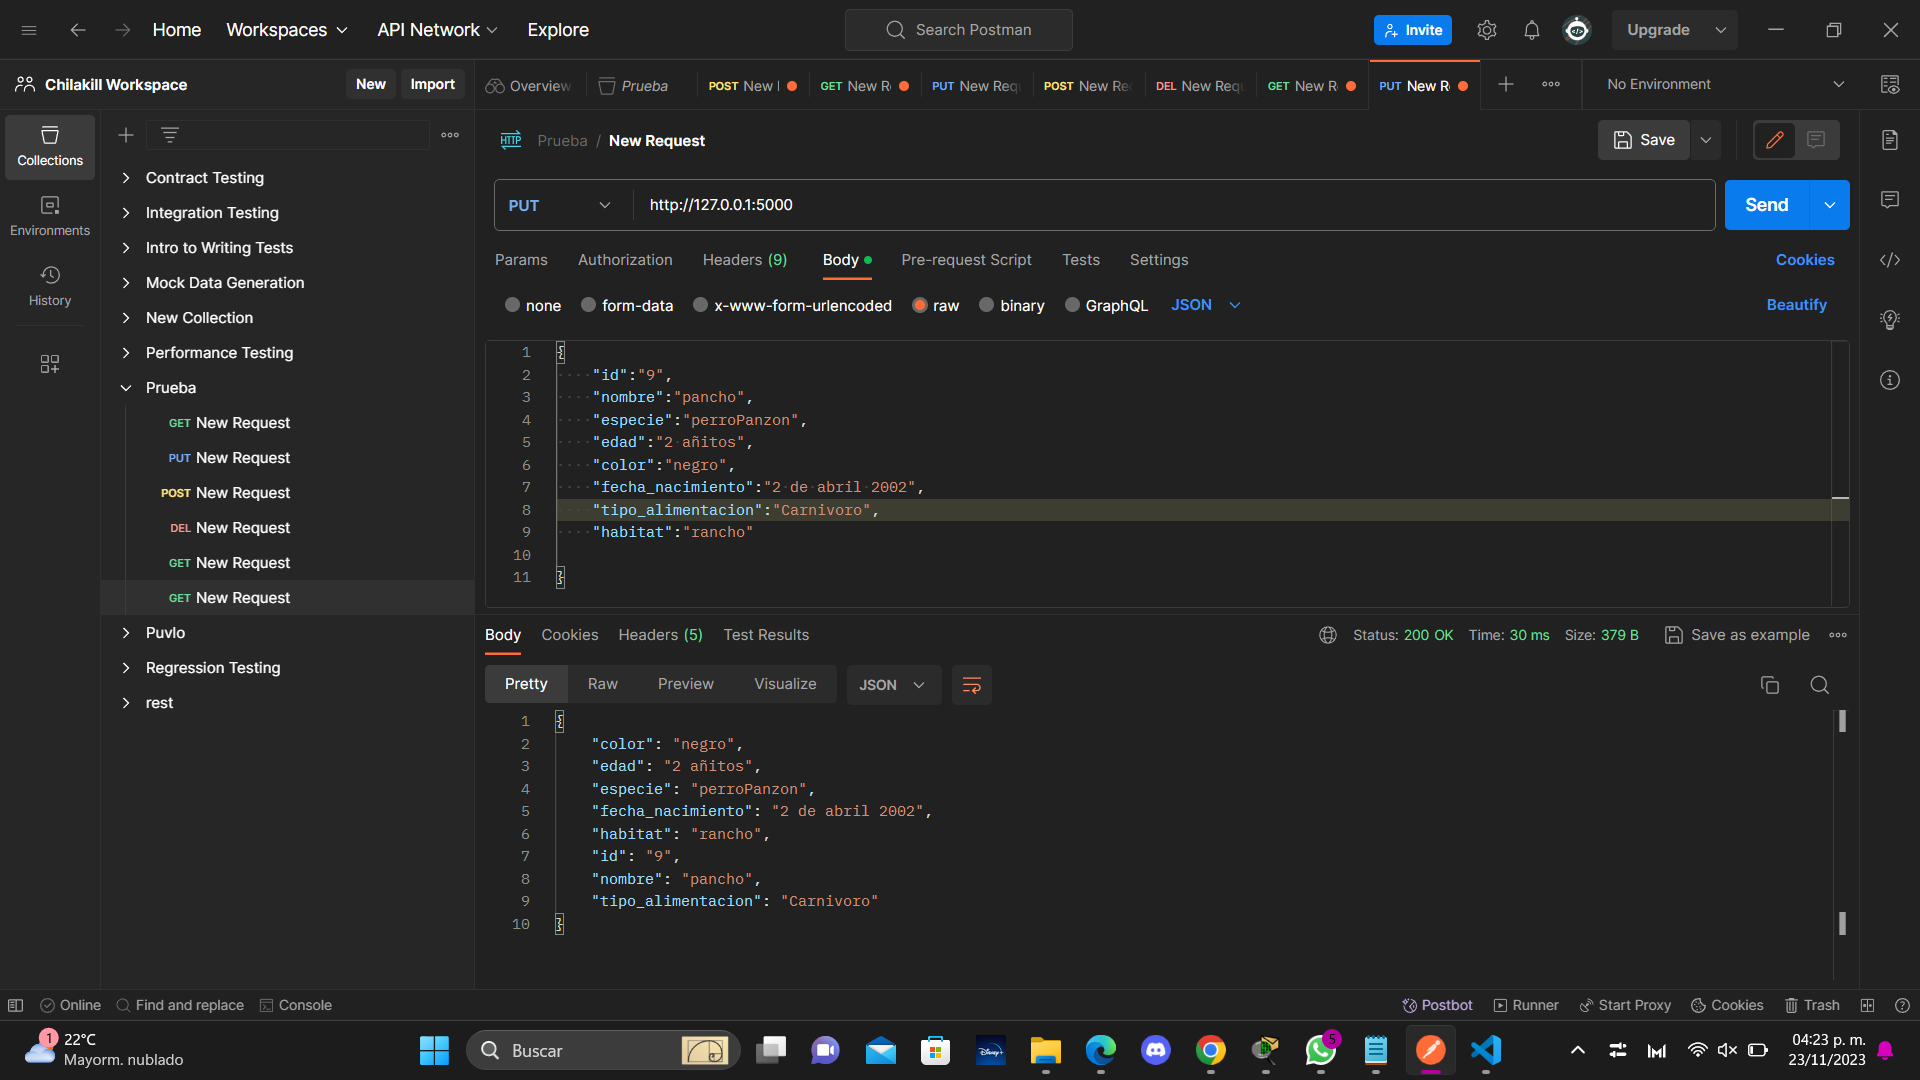 Home
Workspaces
API Network
Explore
Search Postman
Invite
Upgrade
Chilakill Workspace
New
Import
Overview
Prueba
POST New I
GET New R
PUT New Req
POST New Re
DEL New Requ
GET New R
PUT New R
No Environment
Collections
Environments
History
Contract Testing
Integration Testing
Intro to Writing Tests
Mock Data Generation
New Collection
Performance Testing
Prueba
GET New Request
PUT New Request
POST New Request
DEL New Request
GET New Request
GET New Request
Puvlo
Regression Testing
rest
HTTP
Prueba / New Request
Save
PUT
http://127.0.0.1:5000
Send
Params
Authorization
Headers (9)
Body
Pre-request Script
Tests
Settings
Cookies
none
form-data
x-www-form-urlencoded
raw
binary
GraphQL
JSON
Beautify
1 {
2 "id":"9",
3 "nombre":"pancho",
4 "especie":"perroPanzon",
5 "edad":"2 añitos",
6 "color":"negro",
7 "fecha_nacimiento":"2 de abril 2002",
8 "tipo_alimentacion":"Carnivoro",
9 "habitat":"rancho"
10
11 }
Body
Cookies
Headers (5)
Test Results
Status: 200 OK
Time: 30 ms
Size: 379 B
Save as example
Pretty
Raw
Preview
Visualize
JSON
1 {
2 "color": "negro",
3 "edad": "2 añitos",
4 "especie": "perroPanzon",
5 "fecha_nacimiento": "2 de abril 2002",
6 "habitat": "rancho",
7 "id": "9",
8 "nombre": "pancho",
9 "tipo_alimentacion": "Carnivoro"
10 }
Online
Find and replace
Console
Postbot
Runner
Start Proxy
Cookies
Trash
1
22°C
Mayorm. nublado
Buscar
Disney+
5
04:23 p. m.
23/11/2023